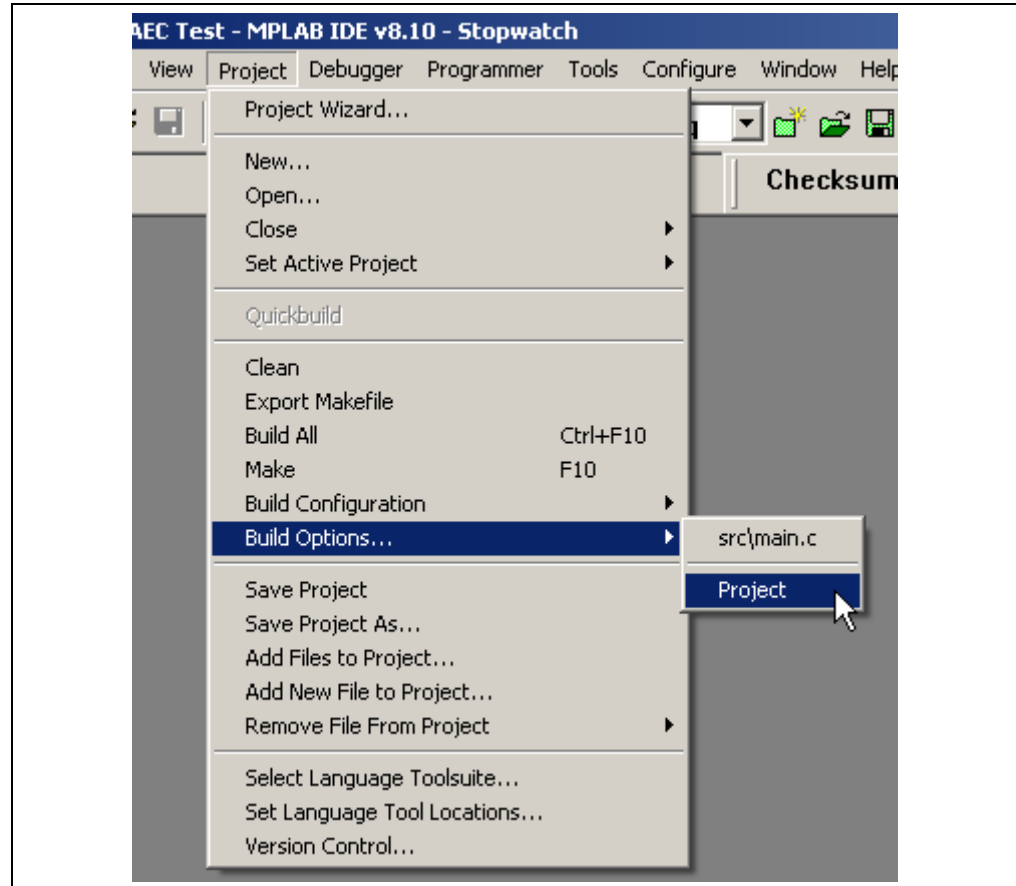 AEC Test - MPLAB IDE v8.10 - Stopwatch
View Project Debugger Programmer Tools Configure Window Help
Checksum
Project Wizard...
New...
Open...
Close
Set Active Project
Quickbuild
Clean
Export Makefile
Build All Ctrl+F10
Make F10
Build Configuration
Build Options...
src\main.c
Project
Save Project
Save Project As...
Add Files to Project...
Add New File to Project...
Remove File From Project
Select Language Toolsuite...
Set Language Tool Locations...
Version Control...